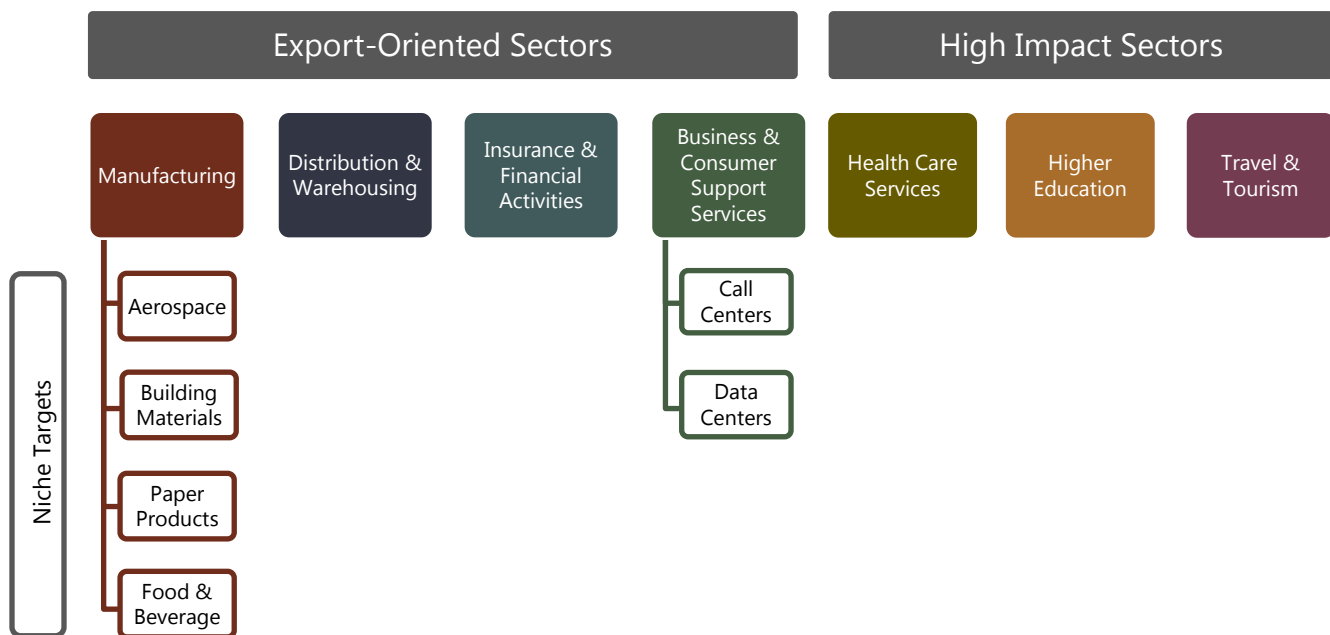 Export-Oriented Sectors
High Impact Sectors
Manufacturing
Distribution &
Warehousing
Insurance &
Financial
Activities
Business &
Consumer
Support
Services
Health Care
Services
Higher
Education
Travel &
Tourism
Niche Targets
Aerospace
Building
Materials
Paper
Products
Food &
Beverage
Call
Centers
Data
Centers